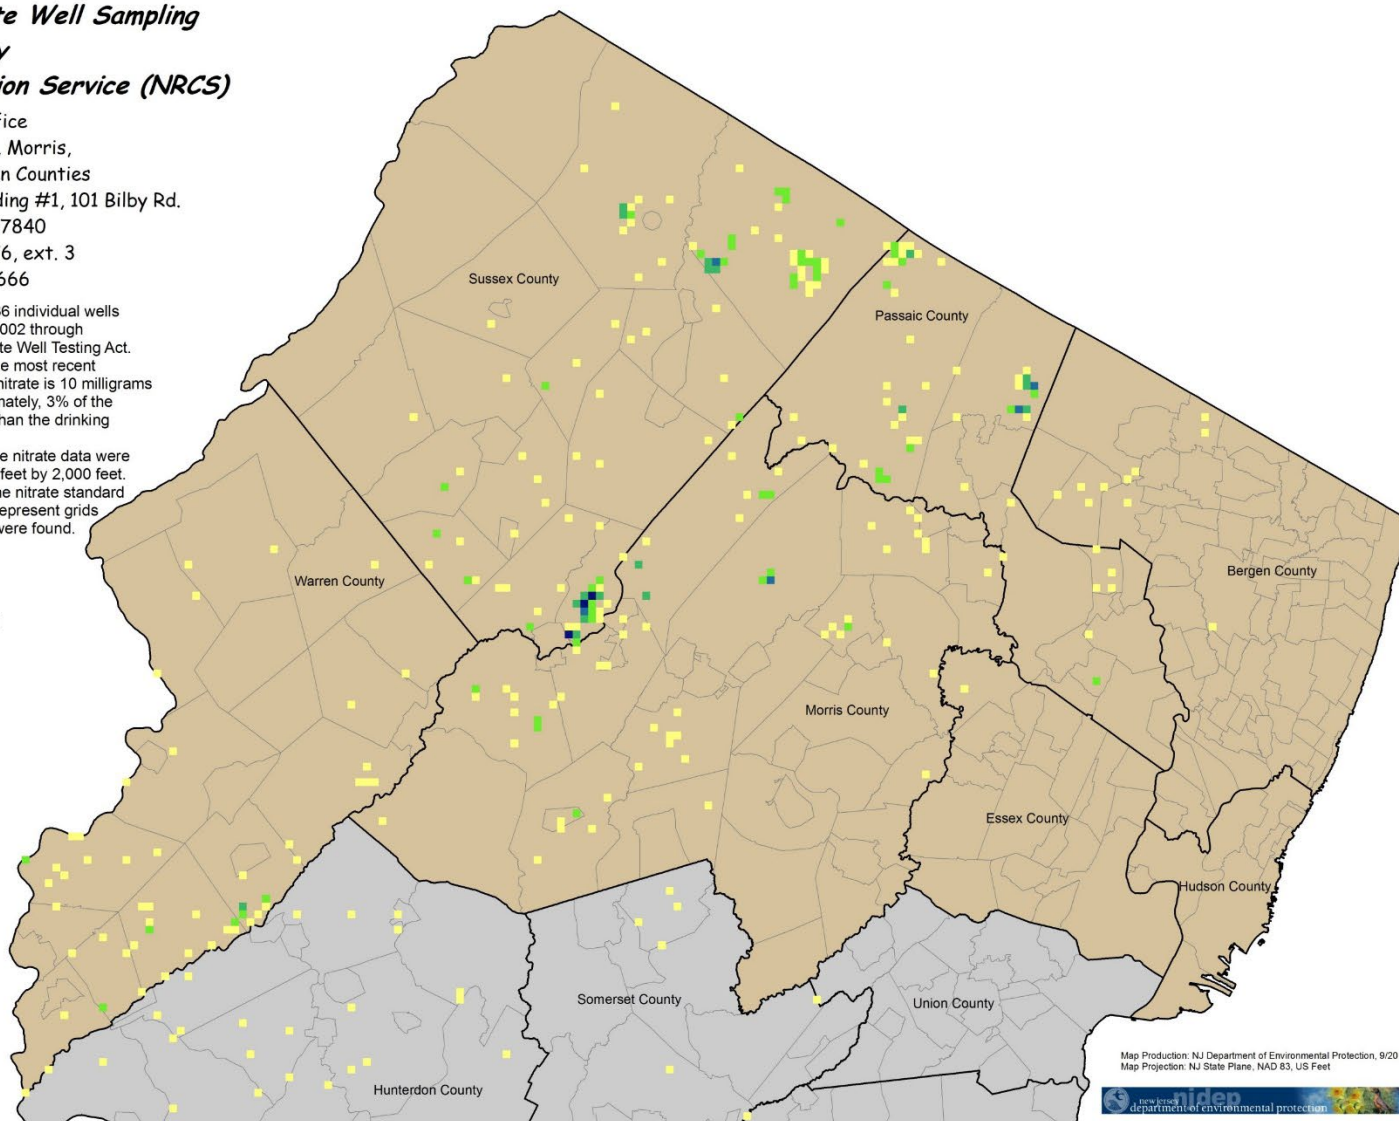 te Well Sampling
y
ion Service (NRCS)
fice
, Morris,
n Counties
ding #1, 101 Bilby Rd.
7840
6, ext. 3
666
66 individual wells
002 through
te Well Testing Act.
e most recent
nitrate is 10 milligrams
mately, 3% of the
than the drinking
e nitrate data were
feet by 2,000 feet.
he nitrate standard
epresent grids
were found.
Sussex County
Passaic County
Warren County
Bergen County
Morris County
Essex County
Hudson County
Somerset County
Union County
Hunterdon County
Map Production: NJ Department of Environmental Protection, 9/20
Map Projection: NJ State Plane, NAD 83, US Feet
new jersey njdep
department of environmental protection